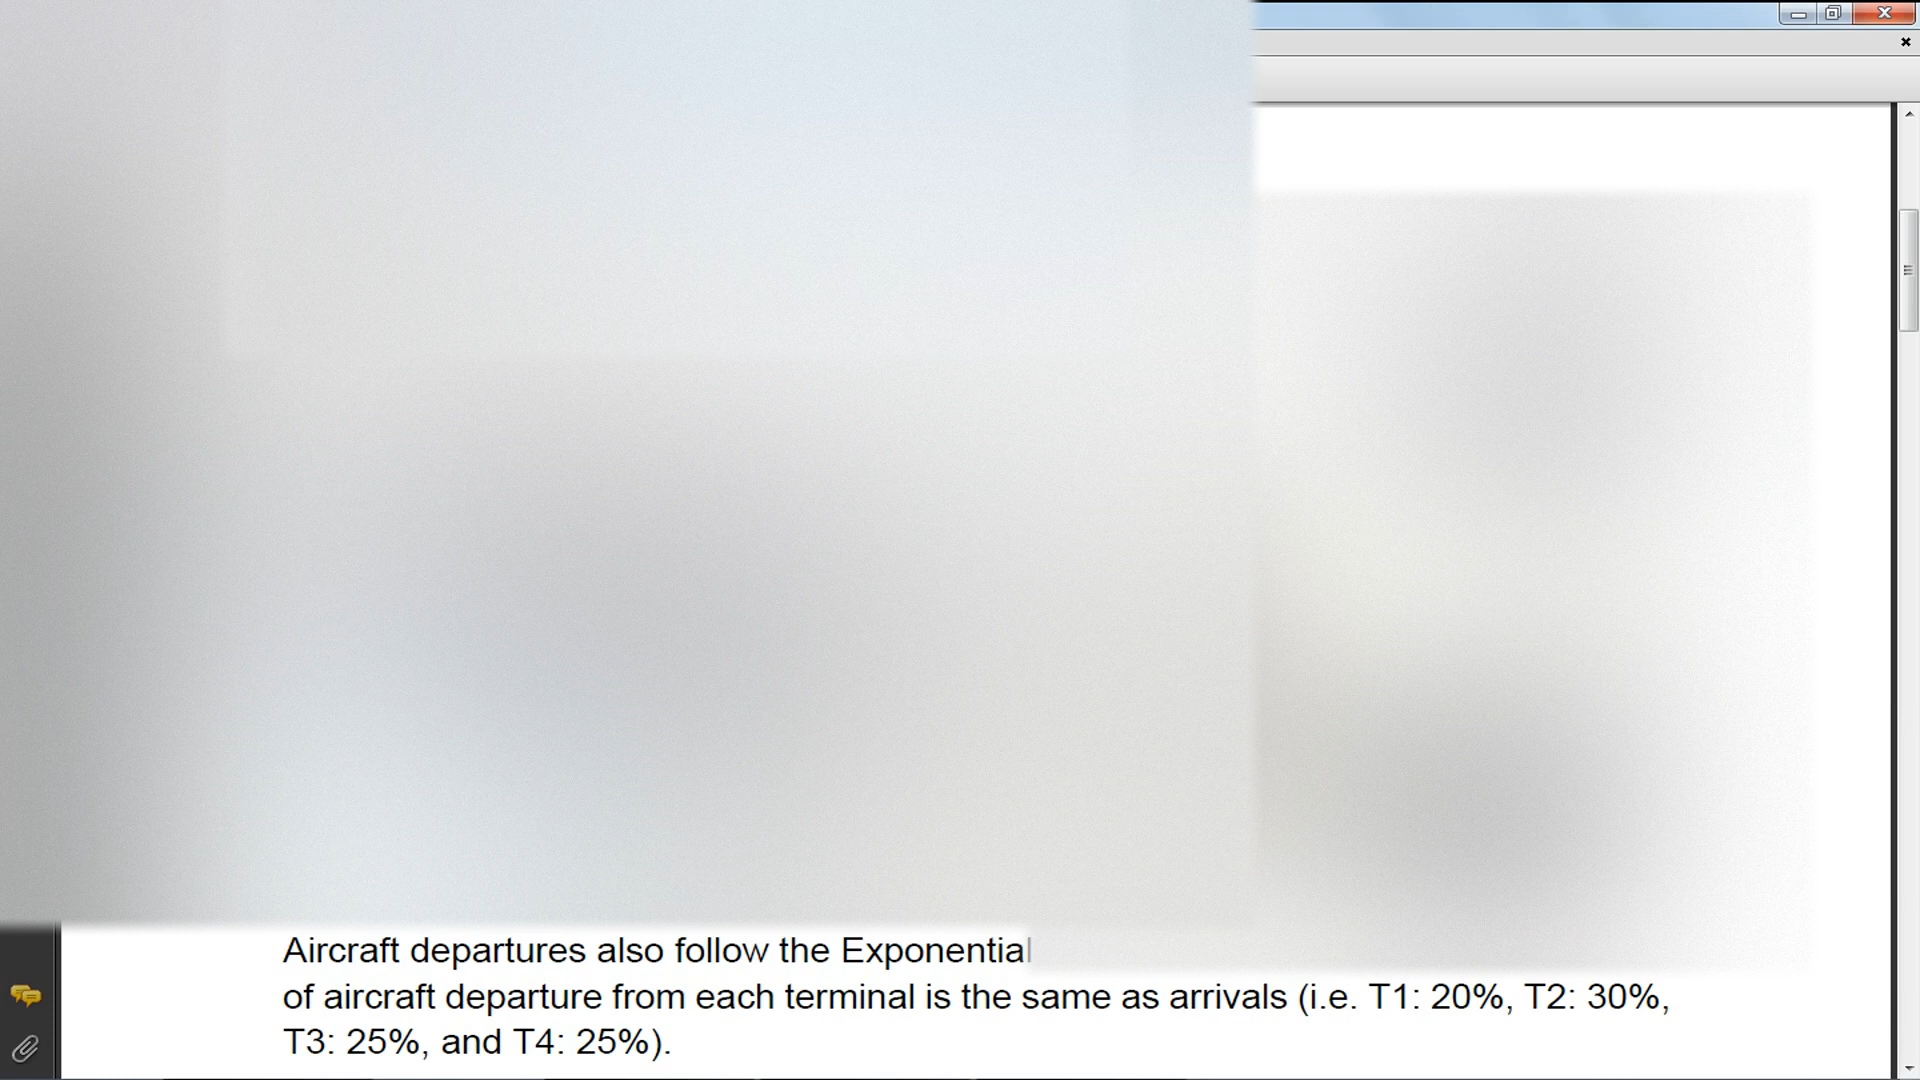 Aircraft departures also follow the Exponential
of aircraft departure from each terminal is the same as arrivals (i.e. T1: 20%, T2: 30%,
T3: 25%, and T4: 25%).